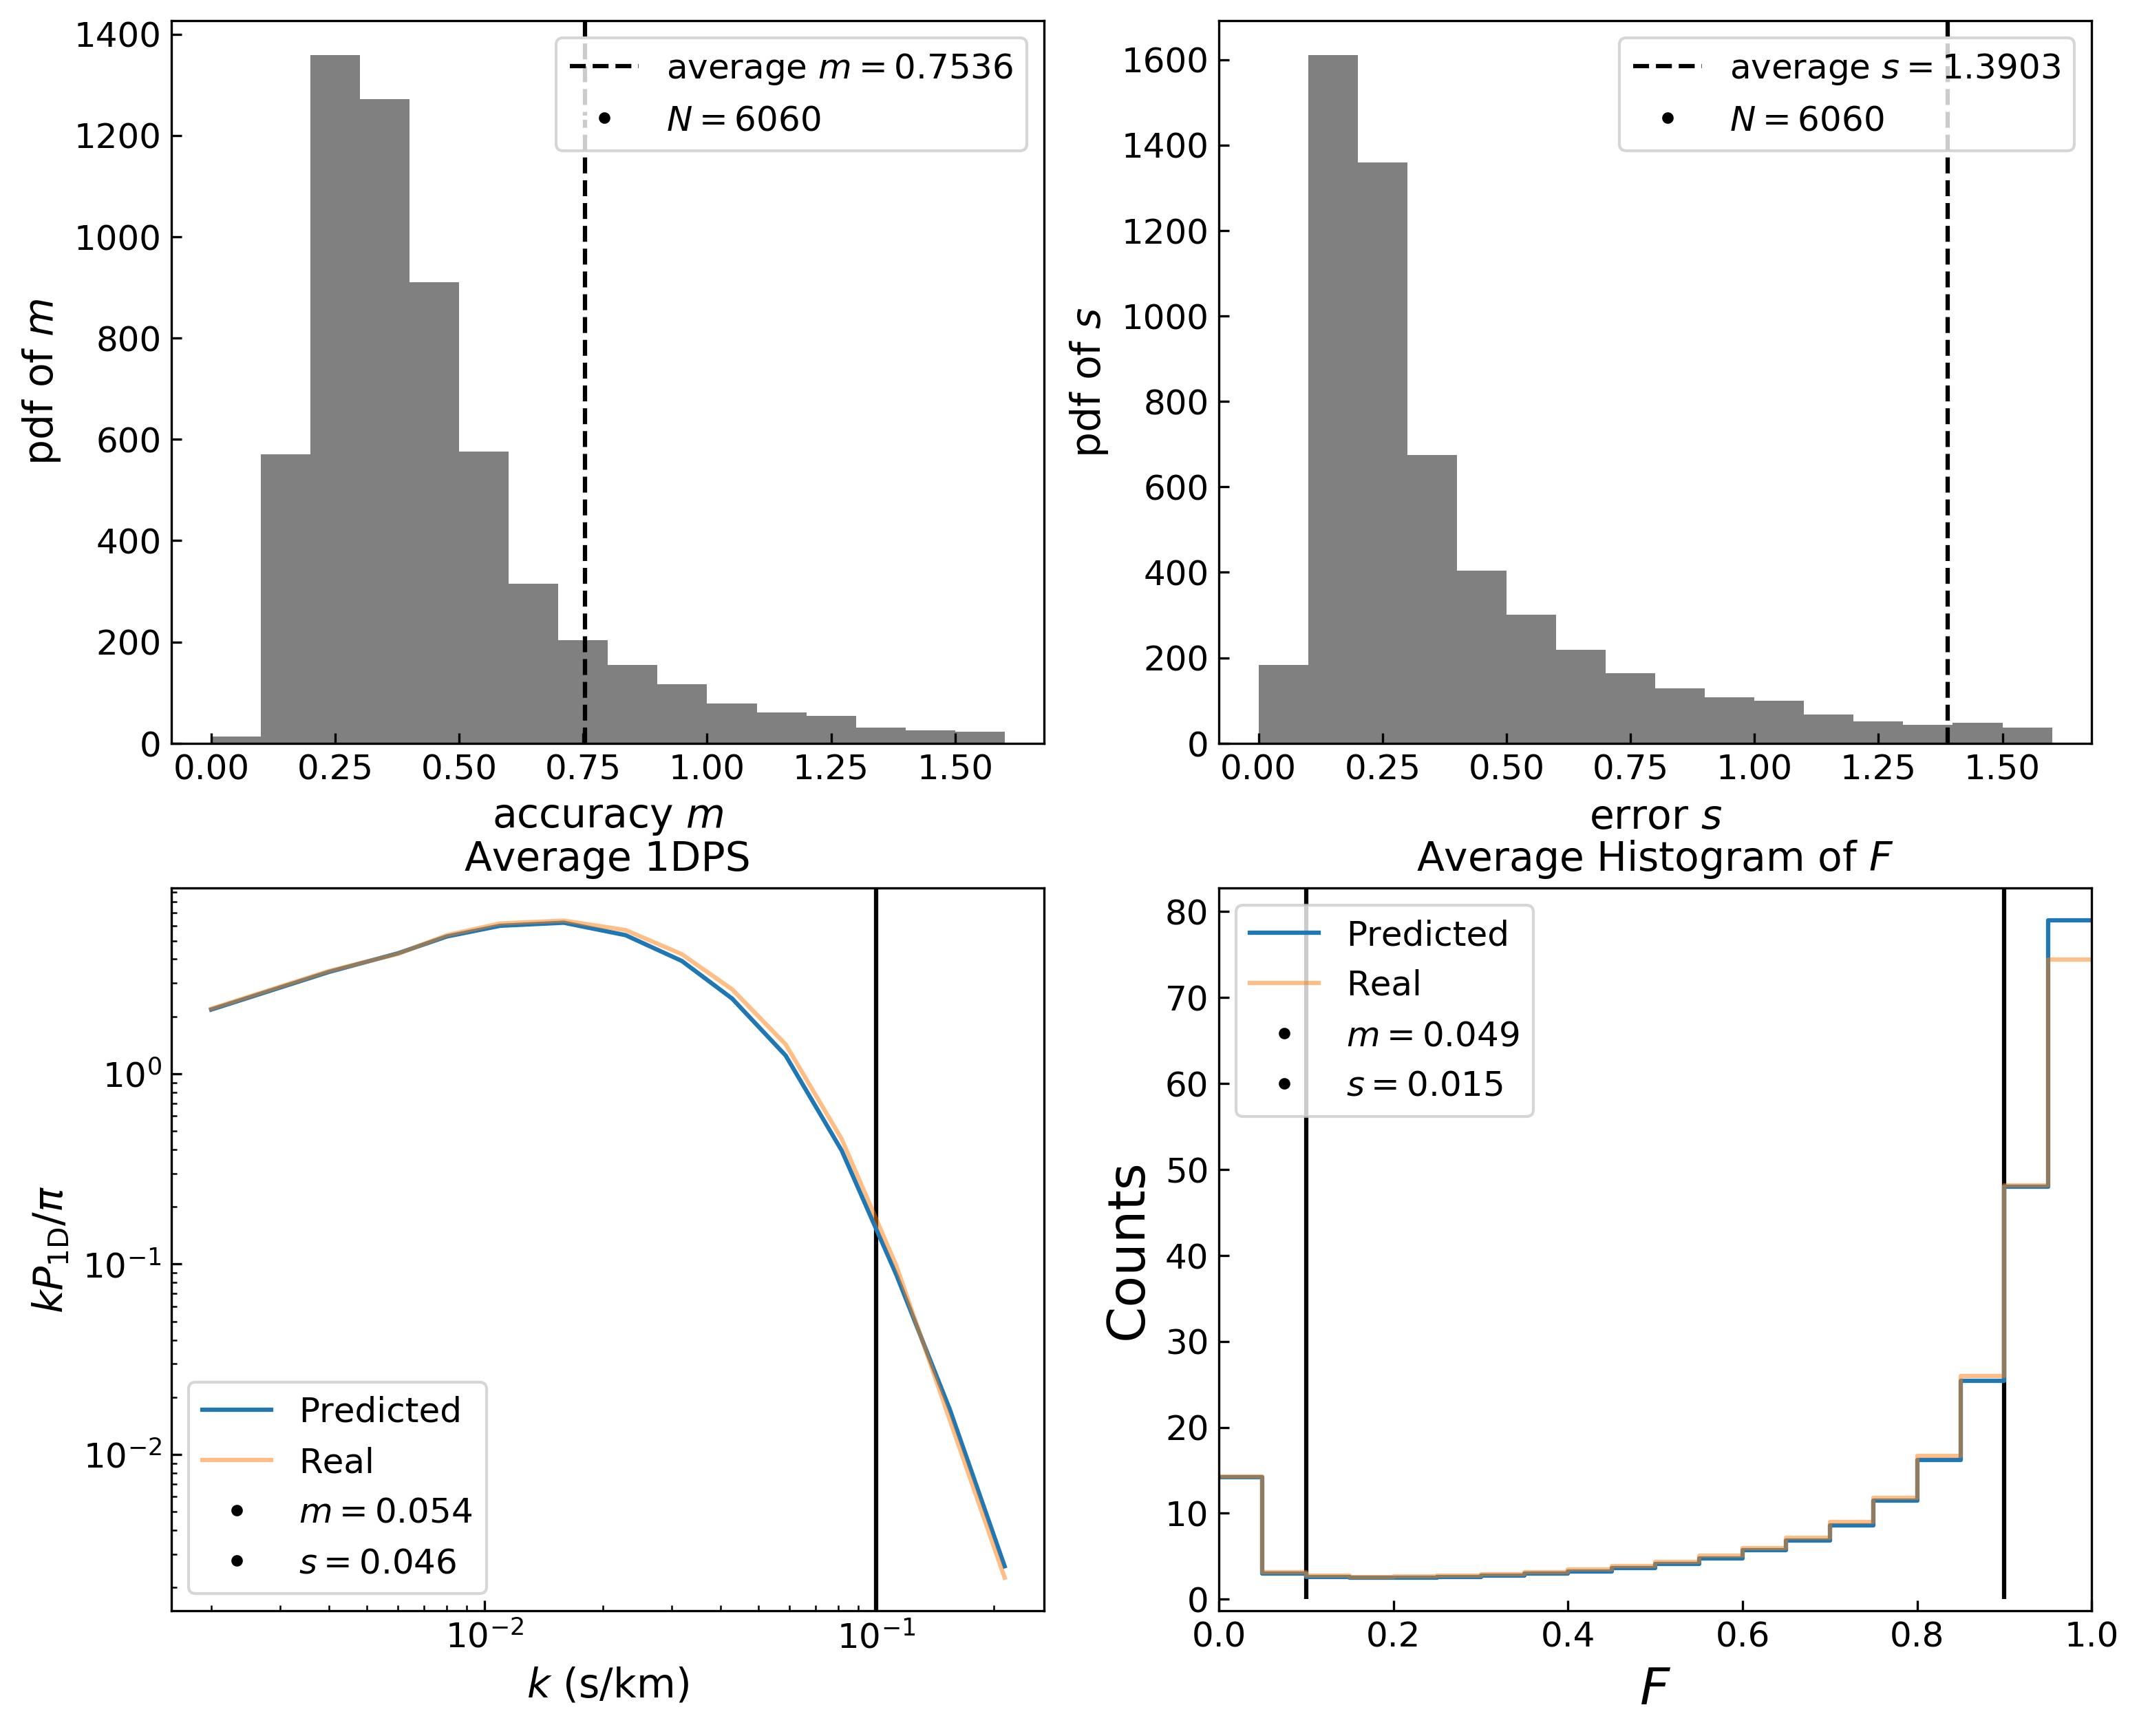 1400
1200
1000
800
600
400
200
0
pdf of m
average m = 0.7536
N = 6060
0.00 0.25 0.50 0.75 1.00 1.25 1.50
accuracy m
1600
1400
1200
1000
800
600
400
200
0
pdf of s
average s = 1.3903
N = 6060
0.00 0.25 0.50 0.75 1.00 1.25 1.50
error s
Average 1DPS
10⁰
10⁻¹
10⁻²
kP₁D/π
Predicted
Real
m = 0.054
s = 0.046
10⁻² 10⁻¹
k (s/km)
Average Histogram of F
80
70
60
50
40
30
20
10
0
Counts
Predicted
Real
m = 0.049
s = 0.015
0.0 0.2 0.4 0.6 0.8 1.0
F